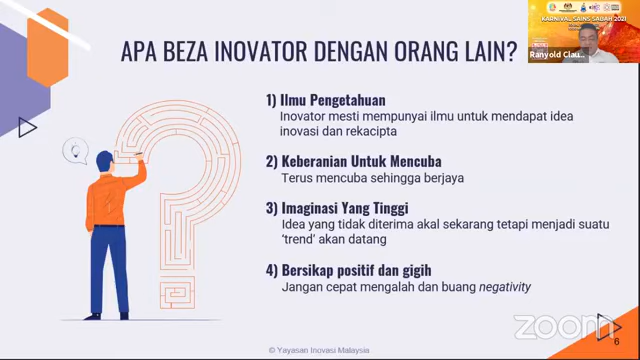 APA BEZA INOVATOR DENGAN ORANG LAIN?
KARNIVAL SAINS SABAH 2021
Ranyold Clau...
1) Ilmu Pengetahuan
Inovator mesti mempunyai ilmu untuk mendapat idea
inovasi dan rekacipta
2) Keberanian Untuk Mencuba
Terus mencuba sehingga berjaya
3) Imaginasi Yang Tinggi
Idea yang tidak diterima akal sekarang tetapi menjadi suatu
'trend' akan datang
4) Bersikap positif dan gigih
Jangan cepat mengalah dan buang negativity
zoom
6
© Yayasan Inovasi Malaysia